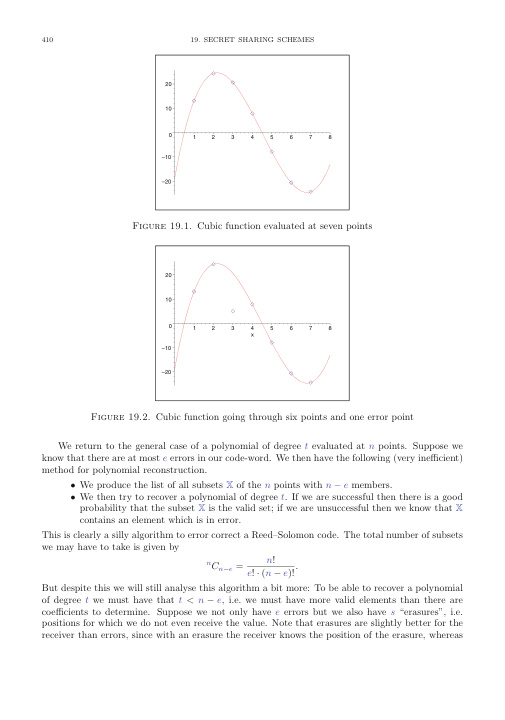 410 19. SECRET SHARING SCHEMES
20
10
0 1 2 3 4 5 6 7 8
−10
−20
Figure 19.1. Cubic function evaluated at seven points
20
10
0 1 2 3 4 5 6 7 8
x
−10
−20
Figure 19.2. Cubic function going through six points and one error point
We return to the general case of a polynomial of degree t evaluated at n points. Suppose we
know that there are at most e errors in our code-word. We then have the following (very inefficient)
method for polynomial reconstruction.
• We produce the list of all subsets 𝕏 of the n points with n − e members.
• We then try to recover a polynomial of degree t. If we are successful then there is a good
probability that the subset 𝕏 is the valid set; if we are unsuccessful then we know that 𝕏
contains an element which is in error.
This is clearly a silly algorithm to error correct a Reed–Solomon code. The total number of subsets
we may have to take is given by
ⁿCₙ₋ₑ = n! / (e! · (n − e)!).
But despite this we will still analyse this algorithm a bit more: To be able to recover a polynomial
of degree t we must have that t < n − e, i.e. we must have more valid elements than there are
coefficients to determine. Suppose we not only have e errors but we also have s “erasures”, i.e.
positions for which we do not even receive the value. Note that erasures are slightly better for the
receiver than errors, since with an erasure the receiver knows the position of the erasure, whereas